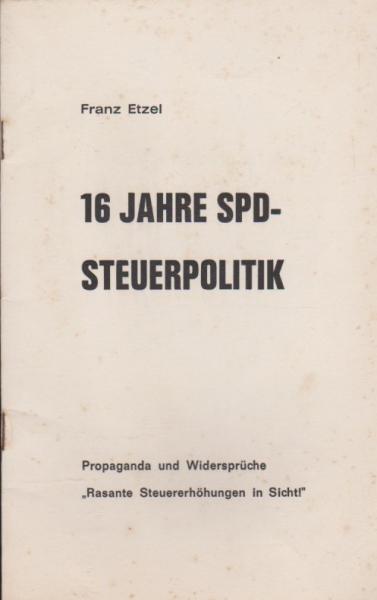 Franz Etzel
16 JAHRE SPD-
STEUERPOLITIK
Propaganda und Widersprüche
„Rasante Steuererhöhungen in Sicht!"